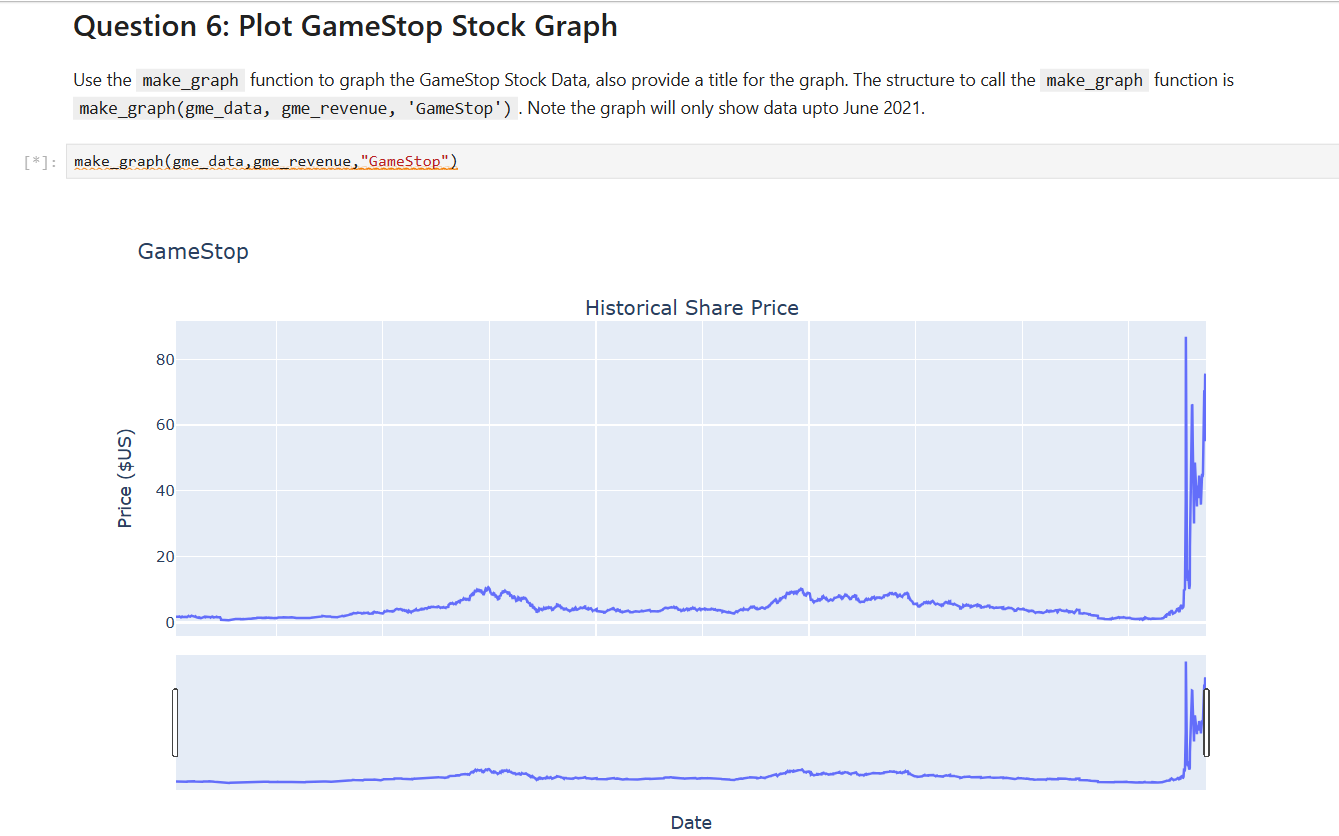 Question 6: Plot GameStop Stock Graph
Use the make_graph function to graph the GameStop Stock Data, also provide a title for the graph. The structure to call the make_graph function is
make_graph(gme_data, gme_revenue, 'GameStop') . Note the graph will only show data upto June 2021.
[*]: make_graph(gme_data,gme_revenue,"GameStop")
GameStop
Historical Share Price
80
60
40
20
0
Price ($US)
Date